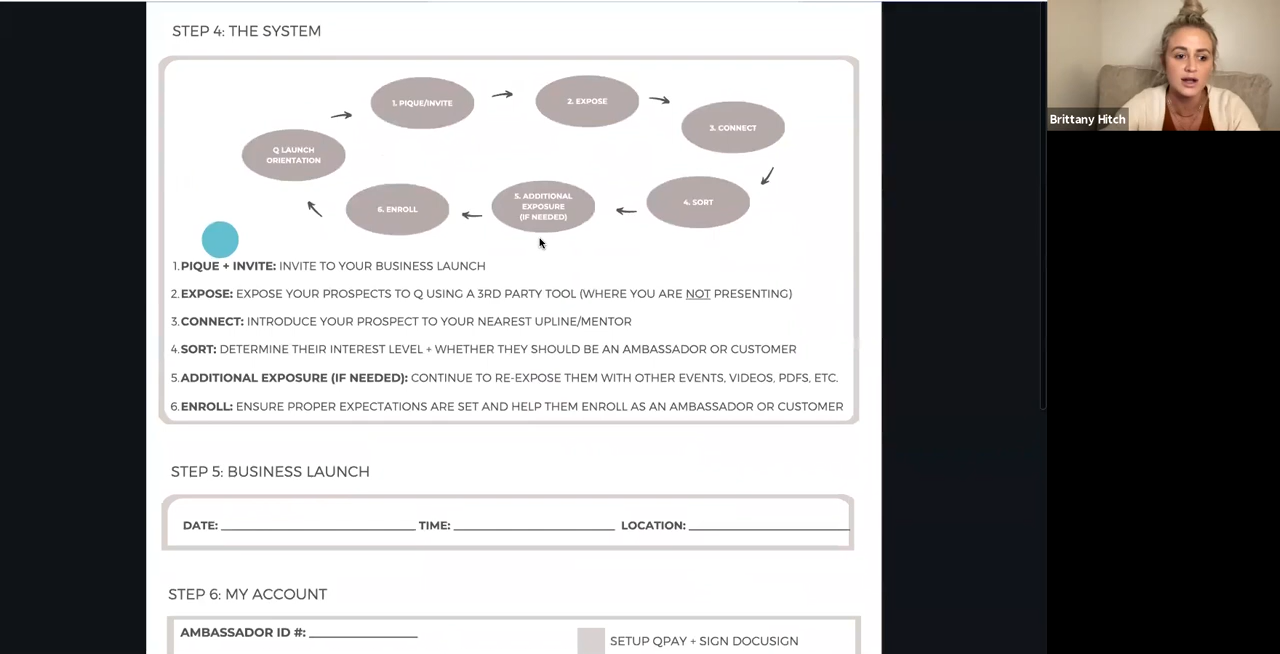 STEP 4: THE SYSTEM
1. PIQUE/INVITE
2. EXPOSE
3. CONNECT
Q LAUNCH
ORIENTATION
6. ENROLL
5. ADDITIONAL
EXPOSURE
(IF NEEDED)
4. SORT
1. PIQUE + INVITE: INVITE TO YOUR BUSINESS LAUNCH
2. EXPOSE: EXPOSE YOUR PROSPECTS TO Q USING A 3RD PARTY TOOL (WHERE YOU ARE NOT PRESENTING)
3. CONNECT: INTRODUCE YOUR PROSPECT TO YOUR NEAREST UPLINE/MENTOR
4. SORT: DETERMINE THEIR INTEREST LEVEL + WHETHER THEY SHOULD BE AN AMBASSADOR OR CUSTOMER
5. ADDITIONAL EXPOSURE (IF NEEDED): CONTINUE TO RE-EXPOSE THEM WITH OTHER EVENTS, VIDEOS, PDFS, ETC.
6. ENROLL: ENSURE PROPER EXPECTATIONS ARE SET AND HELP THEM ENROLL AS AN AMBASSADOR OR CUSTOMER
STEP 5: BUSINESS LAUNCH
DATE: ____________ TIME: ____________ LOCATION: ____________
STEP 6: MY ACCOUNT
AMBASSADOR ID #: ____________
SETUP QPAY + SIGN DOCUSIGN
Brittany Hitch